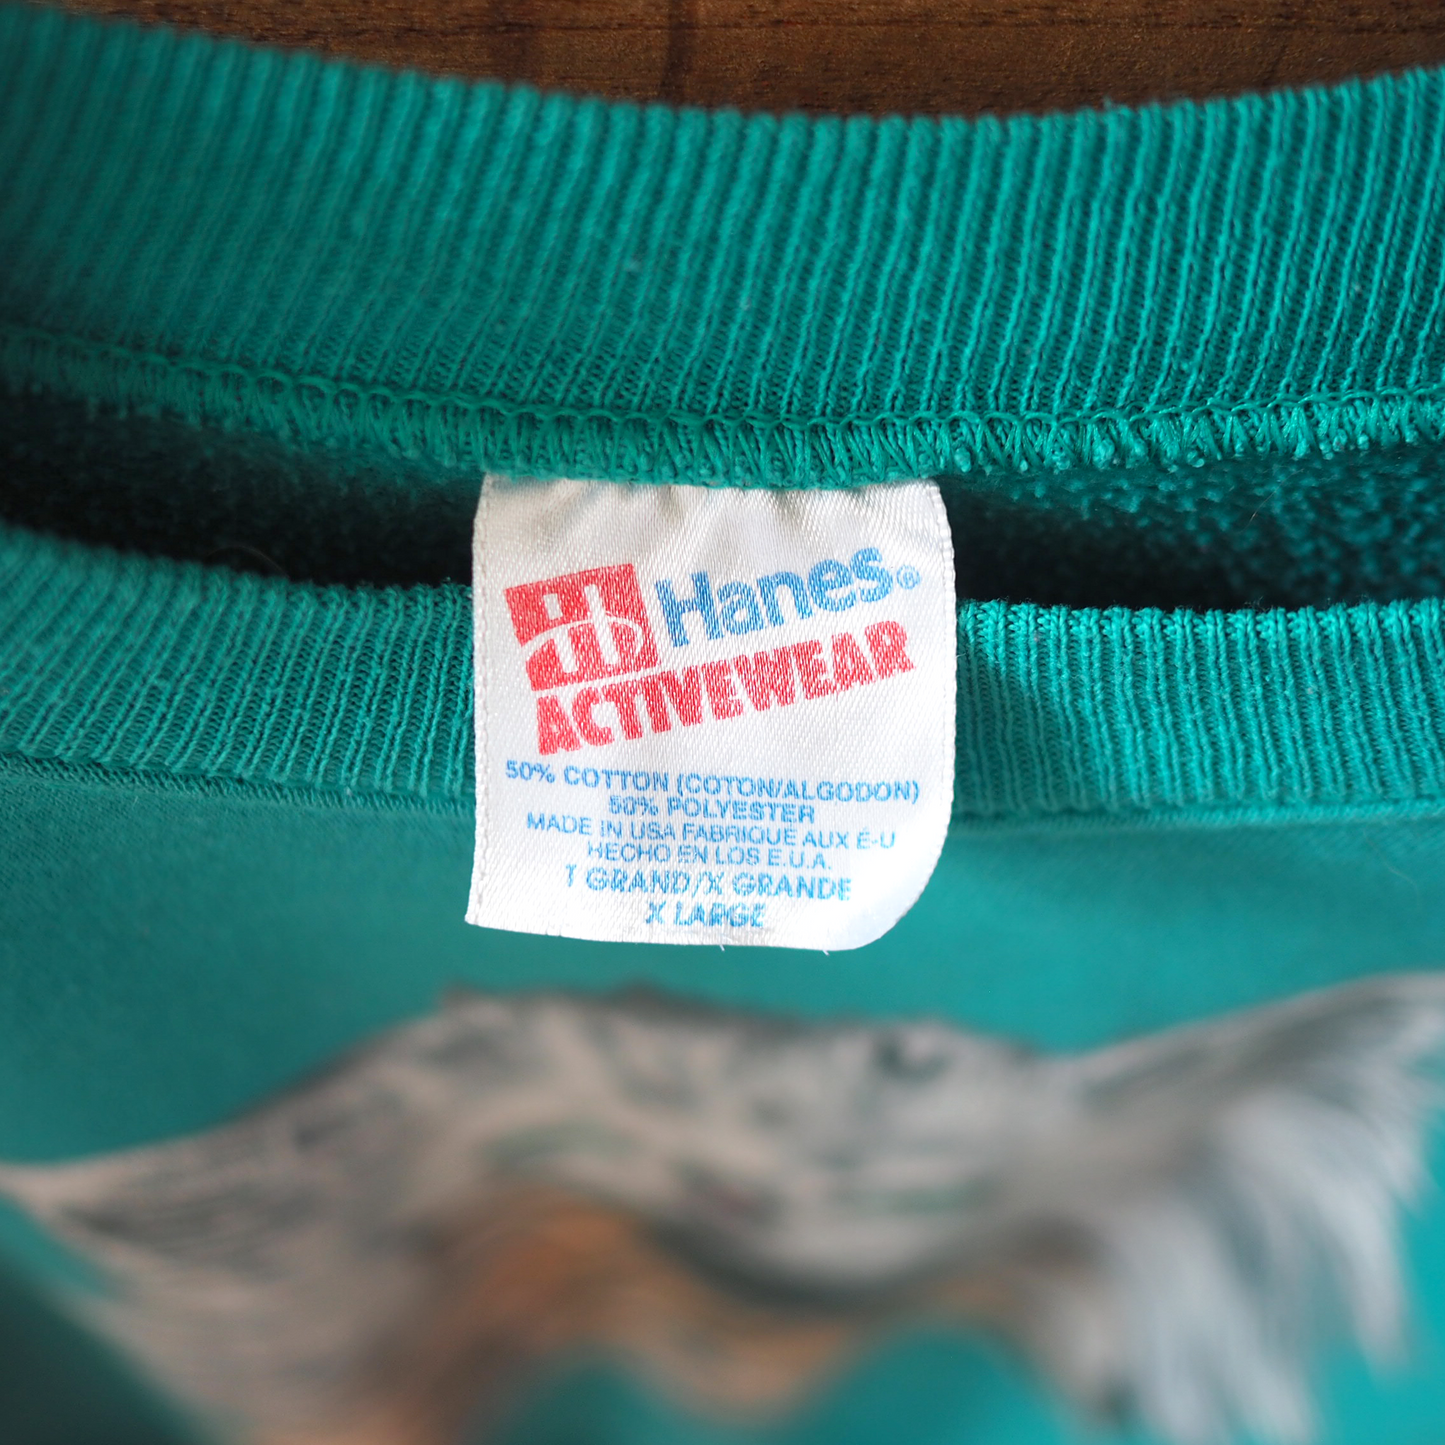 Hanes®
ACTIVEWEAR
50% COTTON (COTON/ALGODON)
50% POLYESTER
MADE IN USA FABRIQUE AUX É-U
HECHO EN LOS E.U.A.
T GRAND/X GRANDE
X LARGE